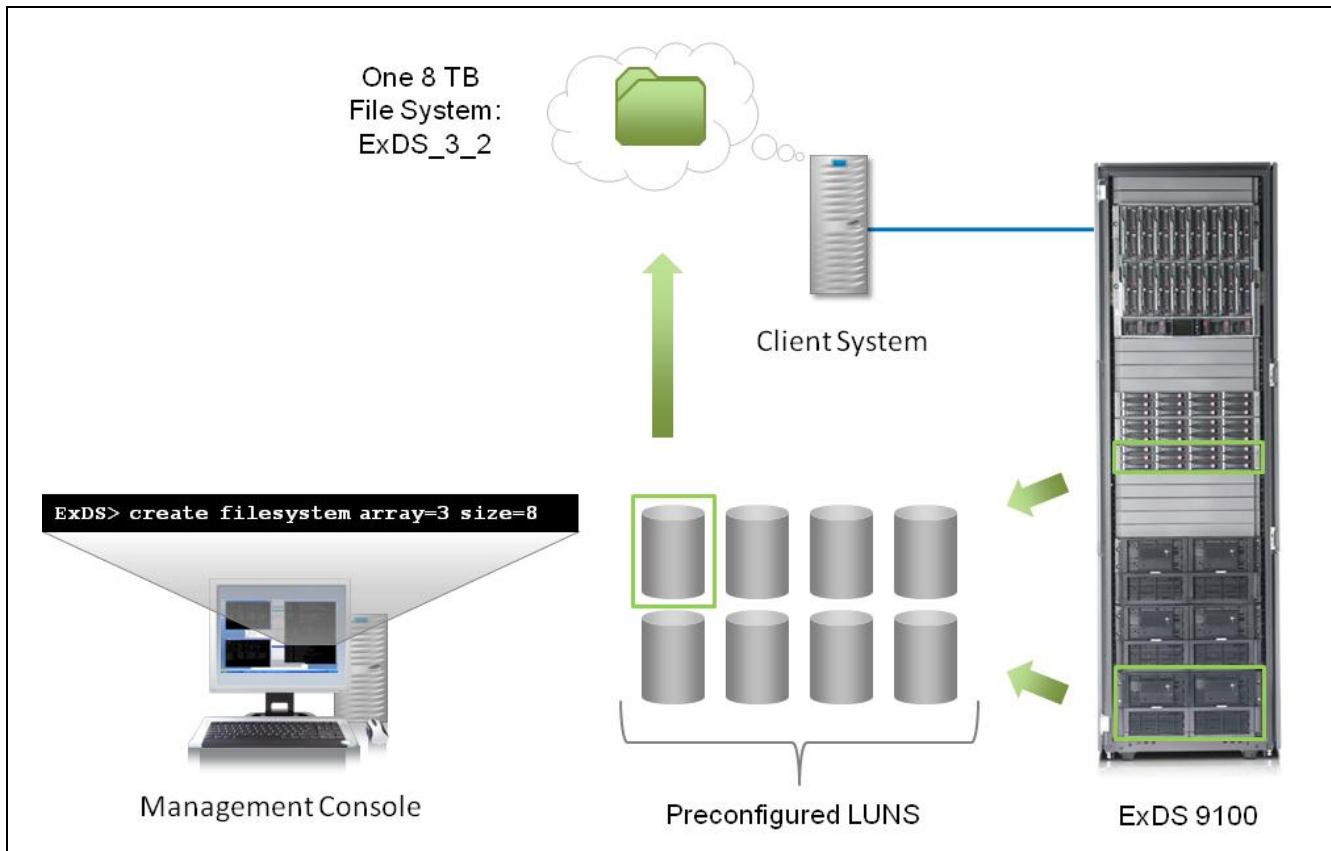 One 8 TB
File System:
ExDS_3_2
Client System
ExDS> create filesystem array=3 size=8
Management Console
Preconfigured LUNS
ExDS 9100